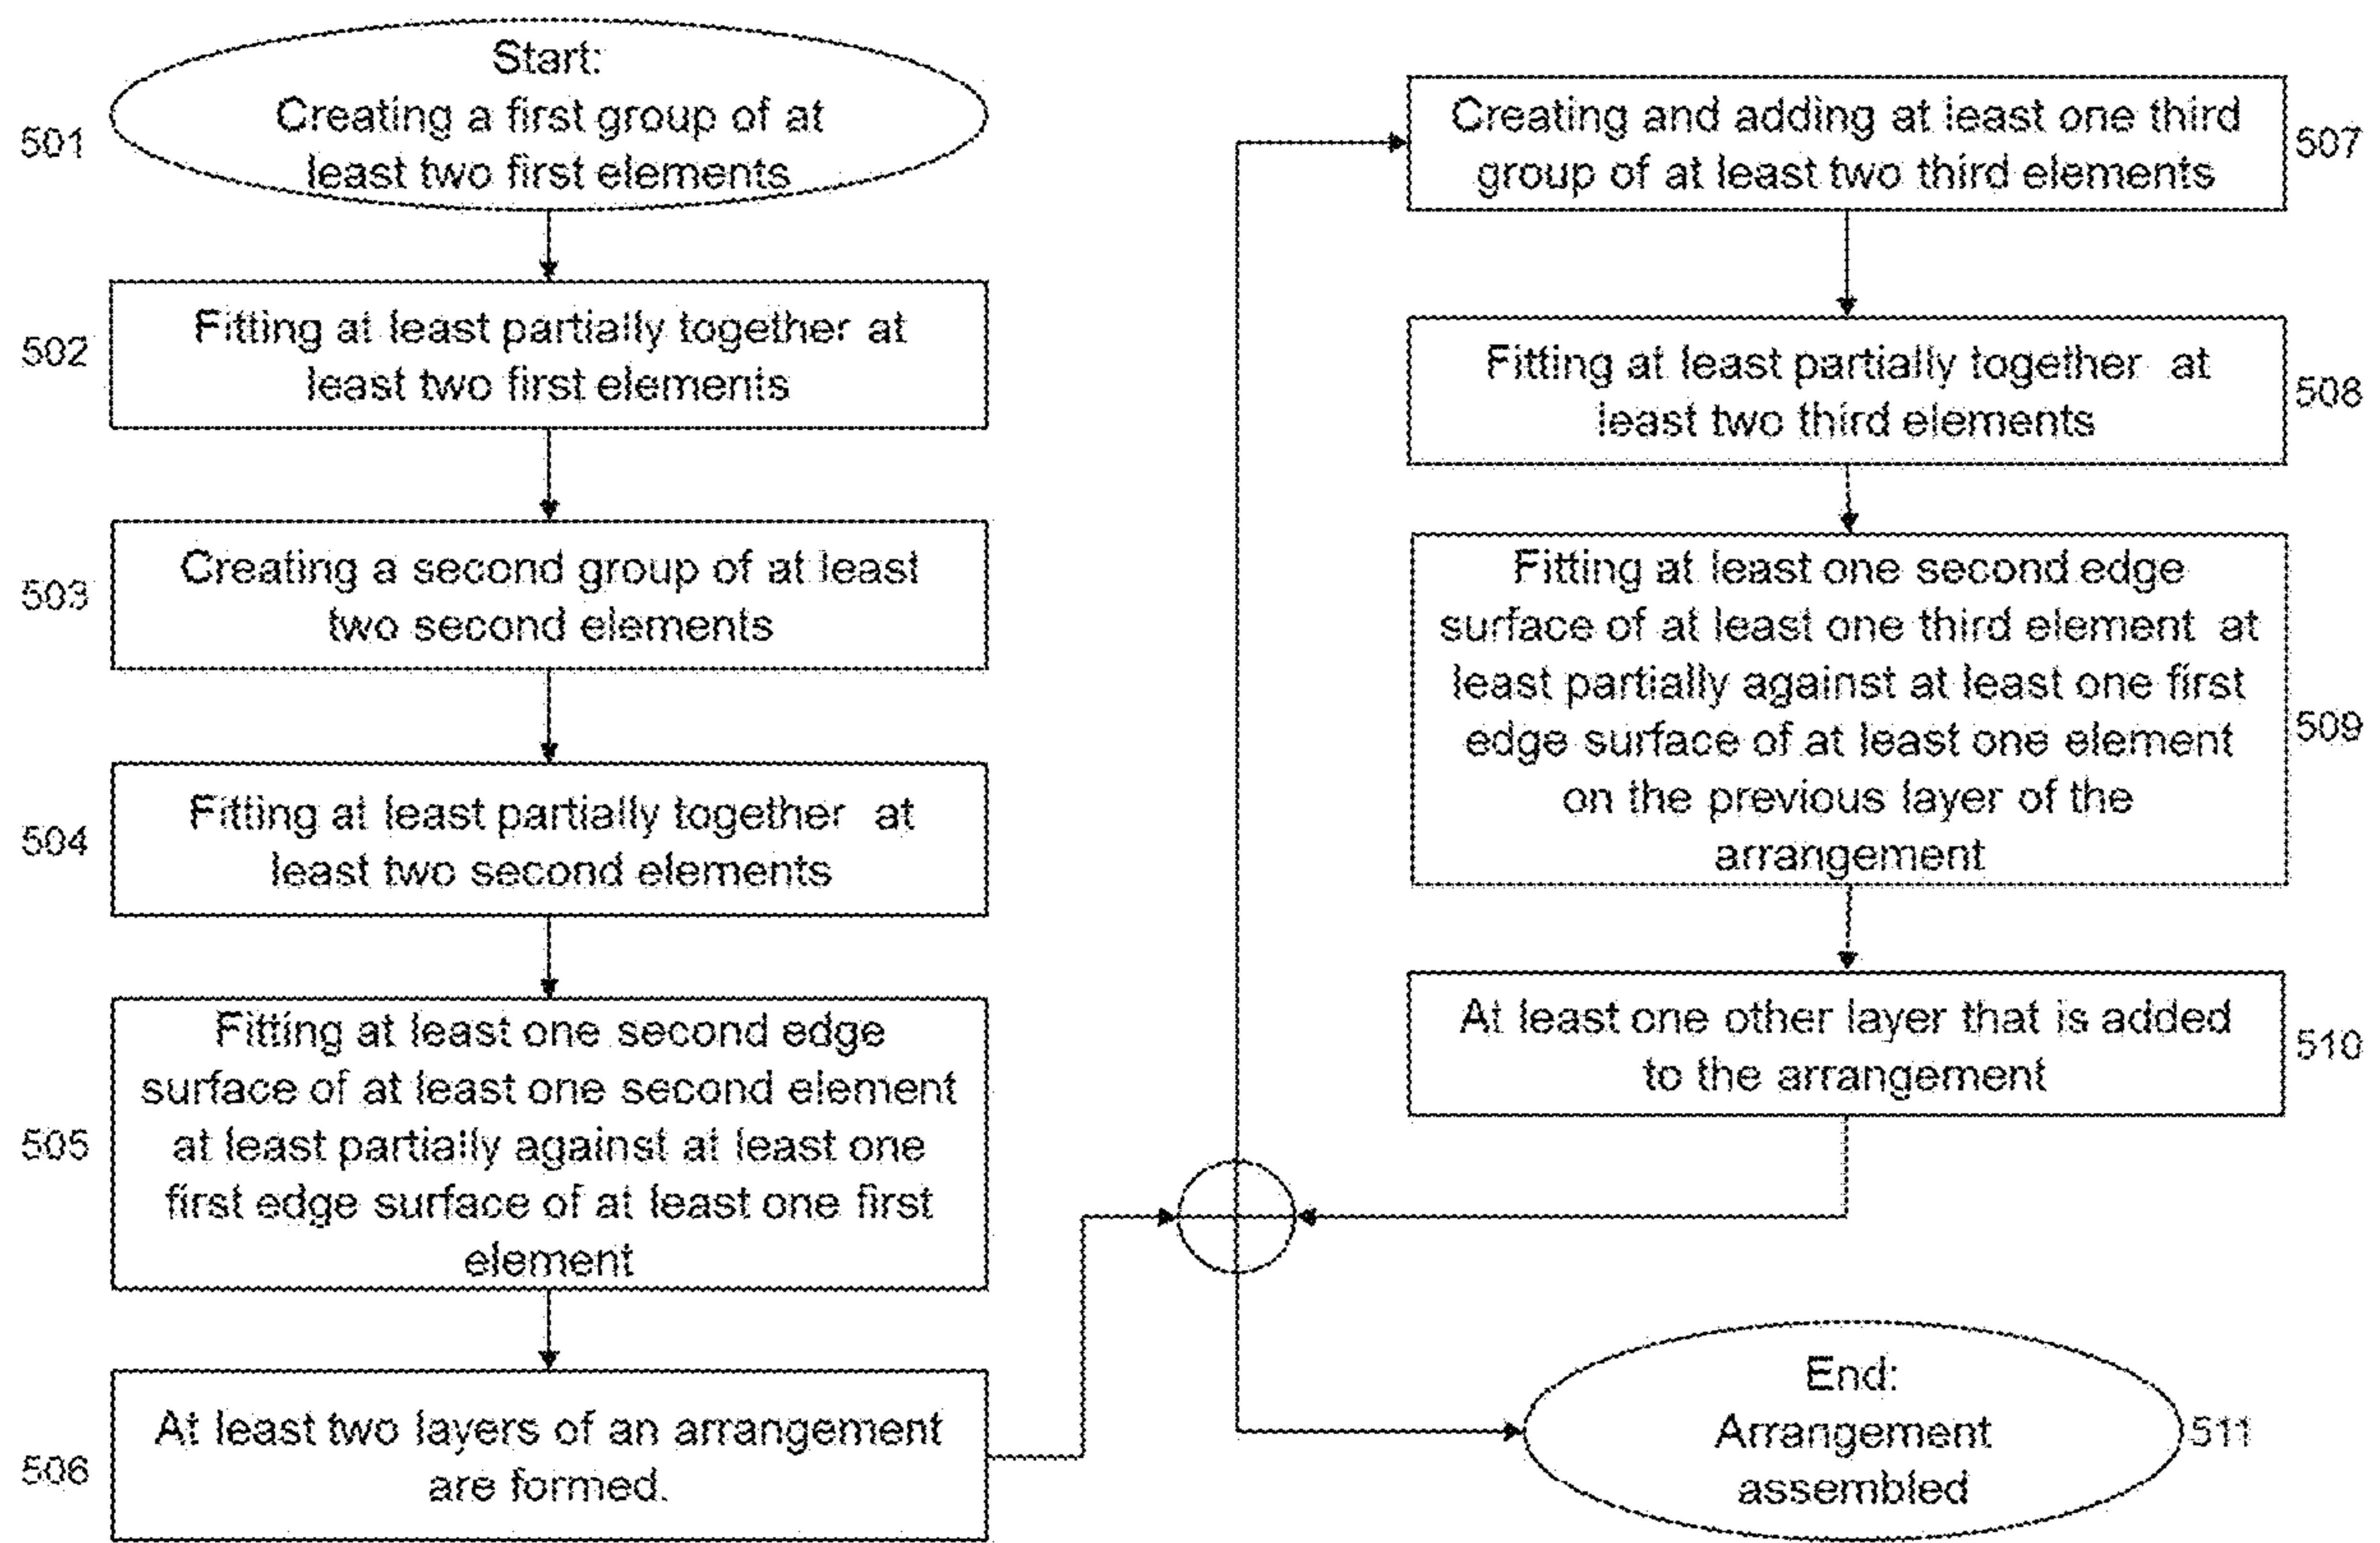 501
Start:
Creating a first group of at
least two first elements
502
Fitting at least partially together at
least two first elements
503
Creating a second group of at least
two second elements
504
Fitting at least partially together at
least two second elements
505
Fitting at least one second edge
surface of at least one second element
at least partially against at least one
first edge surface of at least one first
element
506
At least two layers of an arrangement
are formed.
Creating and adding at least one third
group of at least two third elements
507
Fitting at least partially together at
least two third elements
508
Fitting at least one second edge
surface of at least one third element at
least partially against at least one first
edge surface of at least one element
on the previous layer of the
arrangement
509
At least one other layer that is added
to the arrangement
510
End:
Arrangement
assembled
511